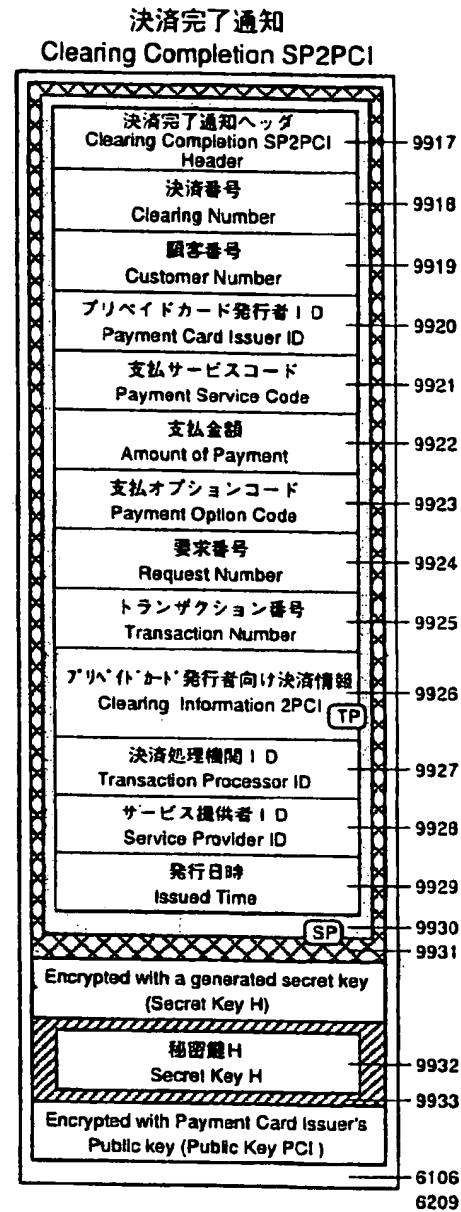 決済完了通知
Clearing Completion SP2PCI
決済完了通知ヘッダ
Clearing Completion SP2PCI
Header
9917
決済番号
Clearing Number
9918
顧客番号
Customer Number
9919
プリペイドカード発行者ID
Payment Card Issuer ID
9920
支払サービスコード
Payment Service Code
9921
支払金額
Amount of Payment
9922
支払オプションコード
Payment Option Code
9923
要求番号
Request Number
9924
トランザクション番号
Transaction Number
9925
プリペイドカード発行者向け決済情報
Clearing Information 2PCI
TP
9926
決済処理機関ID
Transaction Processor ID
9927
サービス提供者ID
Service Provider ID
9928
発行日時
Issued Time
9929
SP
9930
9931
Encrypted with a generated secret key
(Secret Key H)
秘密鍵H
Secret Key H
9932
9933
Encrypted with Payment Card Issuer's
Public key (Public Key PCI)
6106
6209